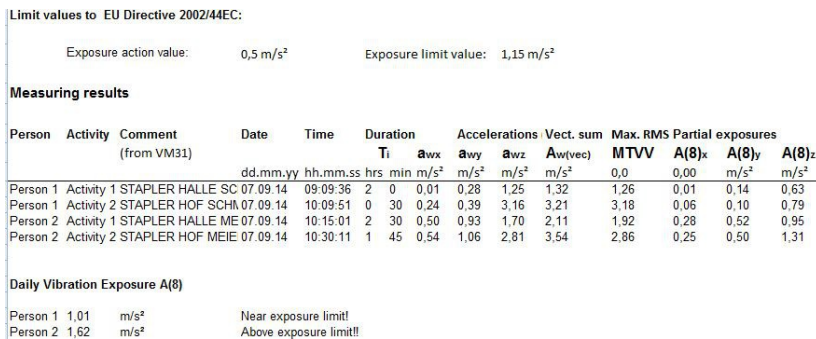 Limit values to EU Directive 2002/44EC:
Exposure action value: 0,5 m/s² Exposure limit value: 1,15 m/s²
Measuring results
Person Activity Comment Date Time Duration Accelerations Vect. sum Max. RMS Partial exposures
(from VM31) Ti awx awy awz Aw(vec) MTVV A(8)x A(8)y A(8)z
dd.mm.yy hh.mm.ss hrs min m/s² m/s² m/s² m/s² 0,0 0,00 m/s² m/s²
Person 1 Activity 1 STAPLER HALLE SC 07.09.14 09:09:36 2 0 0,01 0,28 1,25 1,32 1,26 0,01 0,14 0,63
Person 1 Activity 2 STAPLER HOF SCHM 07.09.14 10:09:51 0 30 0,24 0,39 3,16 3,21 3,18 0,06 0,10 0,79
Person 2 Activity 1 STAPLER HALLE ME 07.09.14 10:15:01 2 30 0,50 0,93 1,70 2,11 1,92 0,28 0,52 0,95
Person 2 Activity 2 STAPLER HOF MEIE 07.09.14 10:30:11 1 45 0,54 1,06 2,81 3,54 2,86 0,25 0,50 1,31
Daily Vibration Exposure A(8)
Person 1 1,01 m/s² Near exposure limit!
Person 2 1,62 m/s² Above exposure limit!!